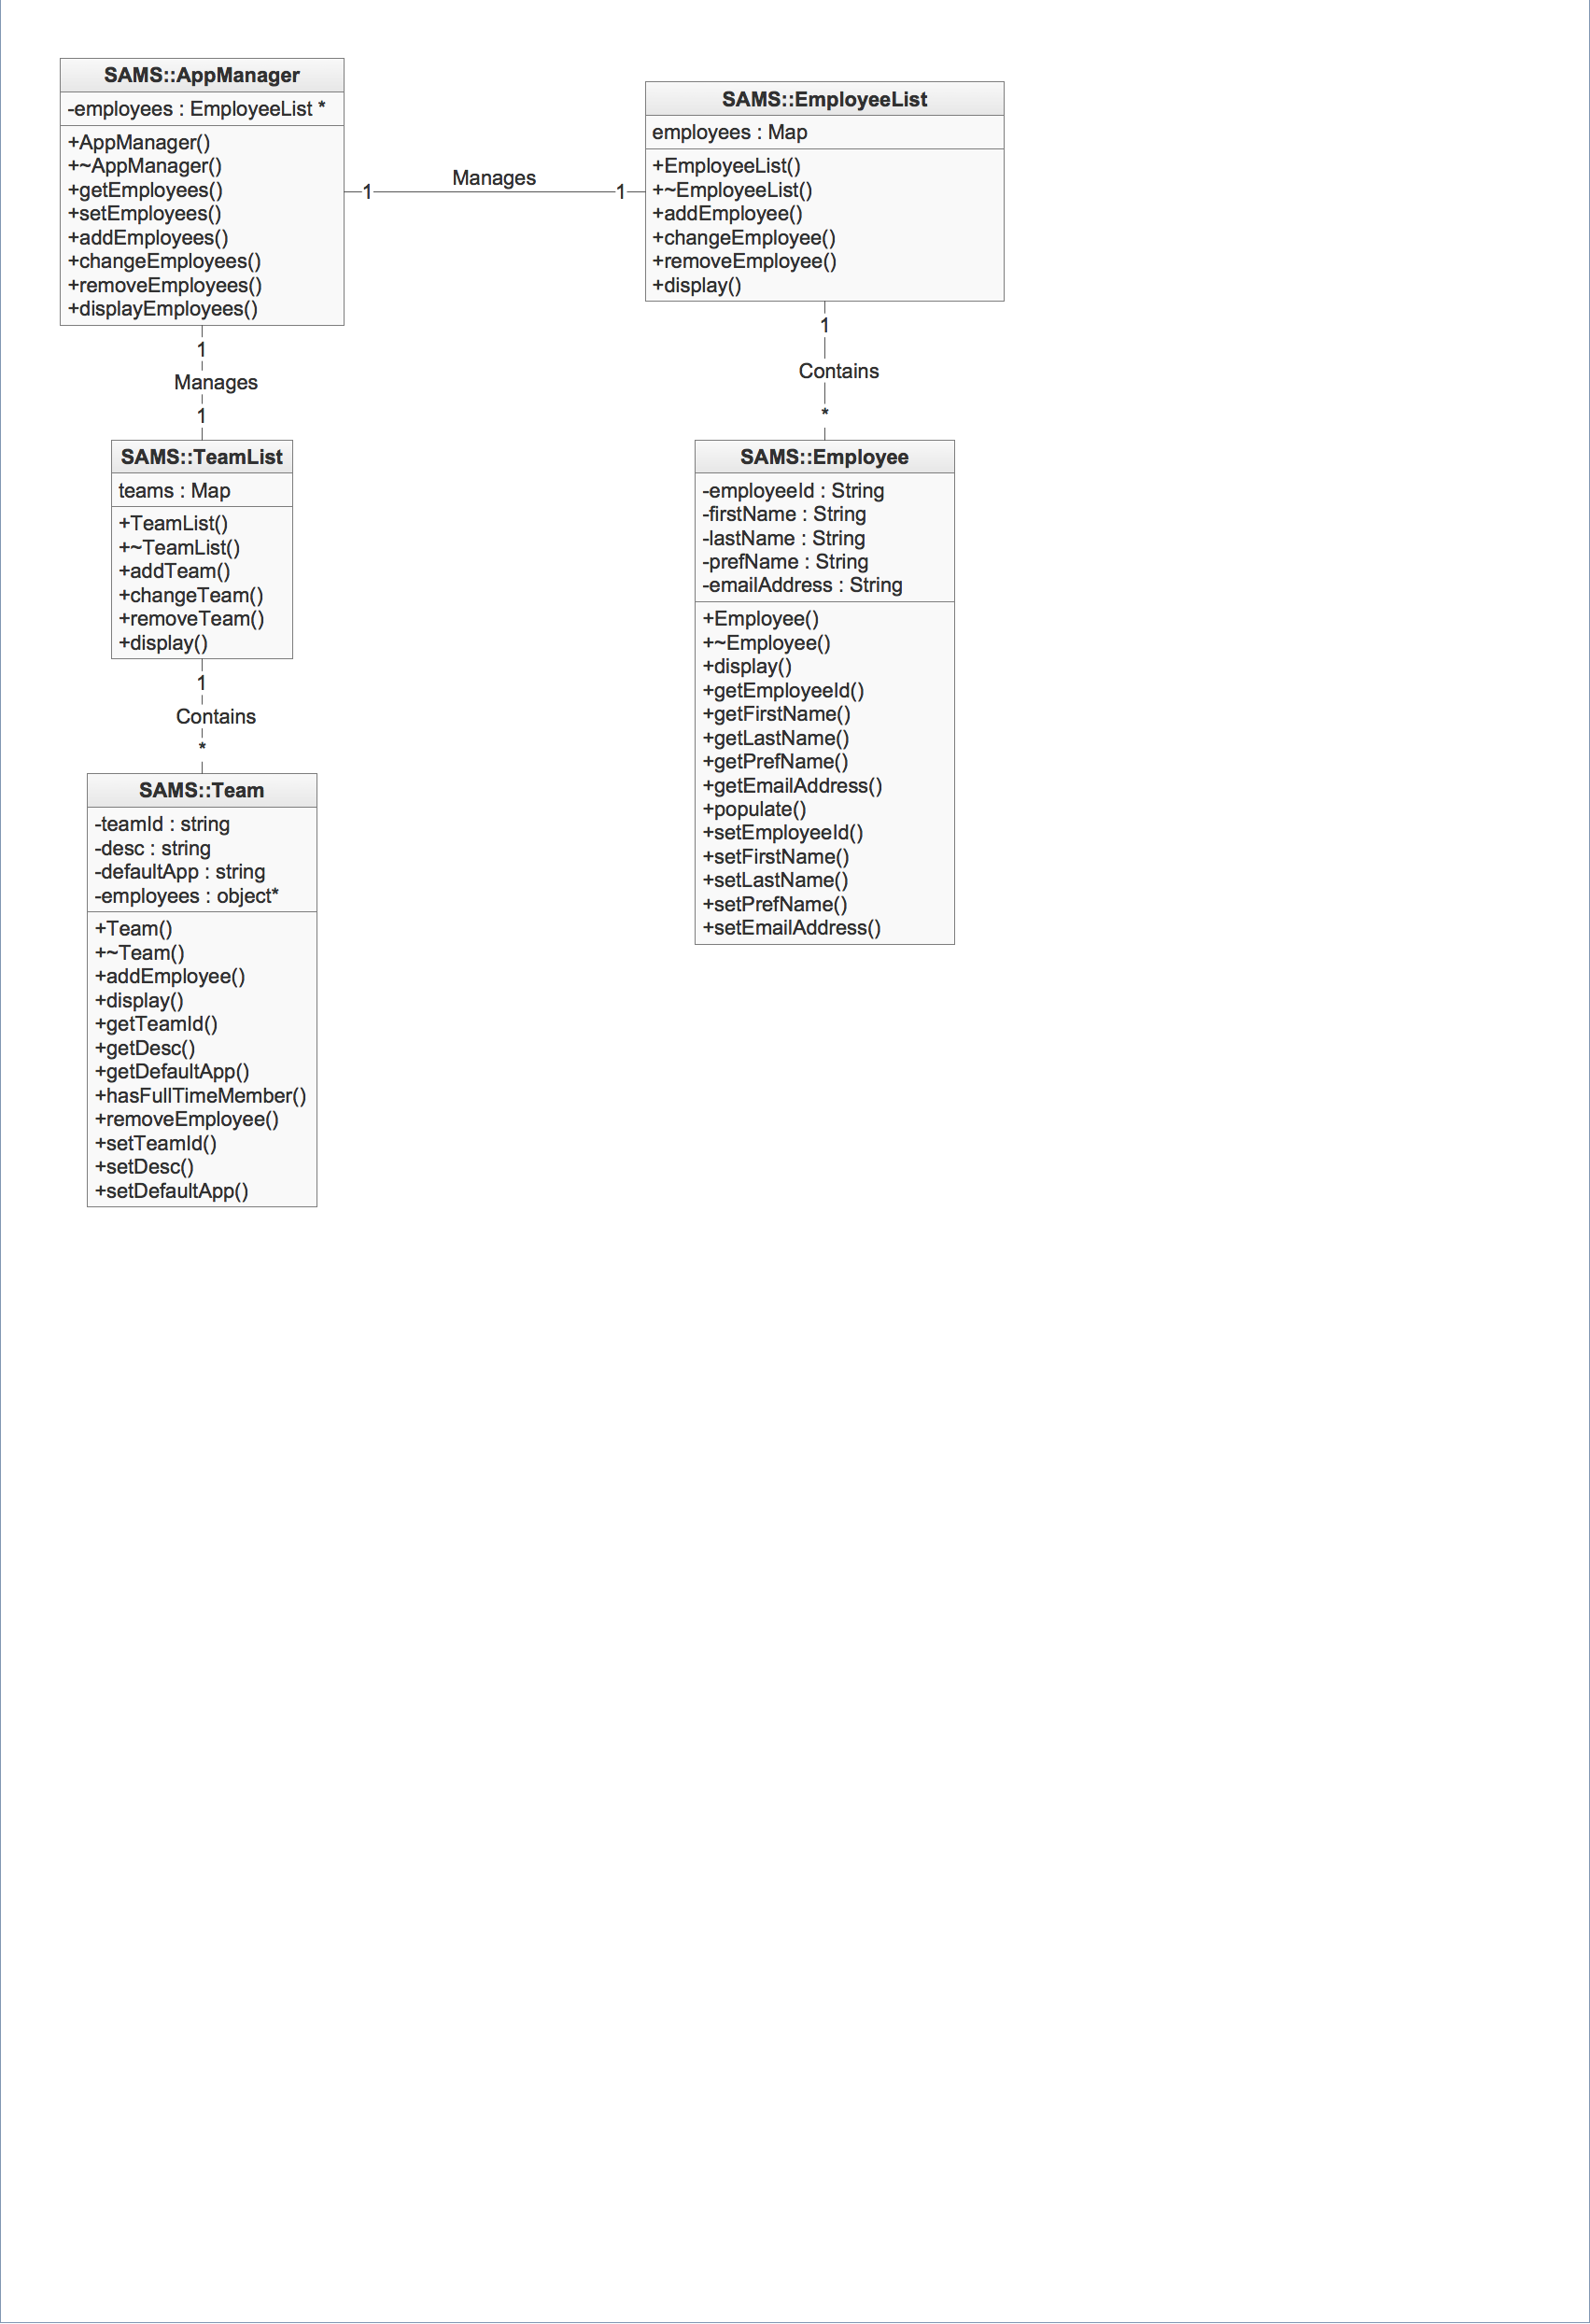 SAMS::AppManager
-employees : EmployeeList *
+AppManager()
+~AppManager()
+getEmployees()
+setEmployees()
+addEmployees()
+changeEmployees()
+removeEmployees()
+displayEmployees()
1
Manages
1
SAMS::EmployeeList
employees : Map
+EmployeeList()
+~EmployeeList()
+addEmployee()
+changeEmployee()
+removeEmployee()
+display()
1
Manages
1
SAMS::TeamList
teams : Map
+TeamList()
+~TeamList()
+addTeam()
+changeTeam()
+removeTeam()
+display()
1
Contains
*
SAMS::Team
-teamId : string
-desc : string
-defaultApp : string
-employees : object*
+Team()
+~Team()
+addEmployee()
+display()
+getTeamId()
+getDesc()
+getDefaultApp()
+hasFullTimeMember()
+removeEmployee()
+setTeamId()
+setDesc()
+setDefaultApp()
1
Contains
*
SAMS::Employee
-employeeId : String
-firstName : String
-lastName : String
-prefName : String
-emailAddress : String
+Employee()
+~Employee()
+display()
+getEmployeeId()
+getFirstName()
+getLastName()
+getPrefName()
+getEmailAddress()
+populate()
+setEmployeeId()
+setFirstName()
+setLastName()
+setPrefName()
+setEmailAddress()